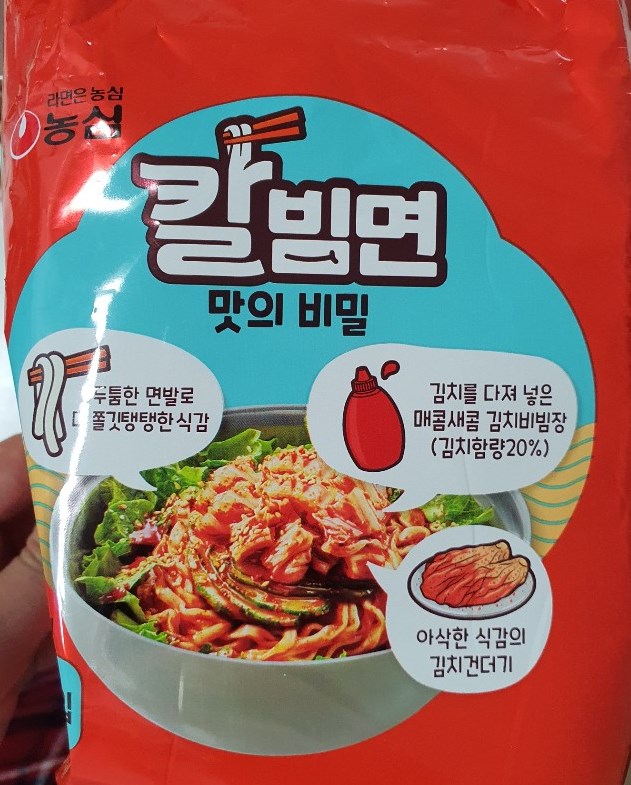 라면은 농심
농심
칼빔면
맛의 비밀
두툼한 면발로
쫄깃탱탱한 식감
김치를 다져 넣은
매콤새콤 김치비빔장
(김치함량20%)
아삭한 식감의
김치건더기